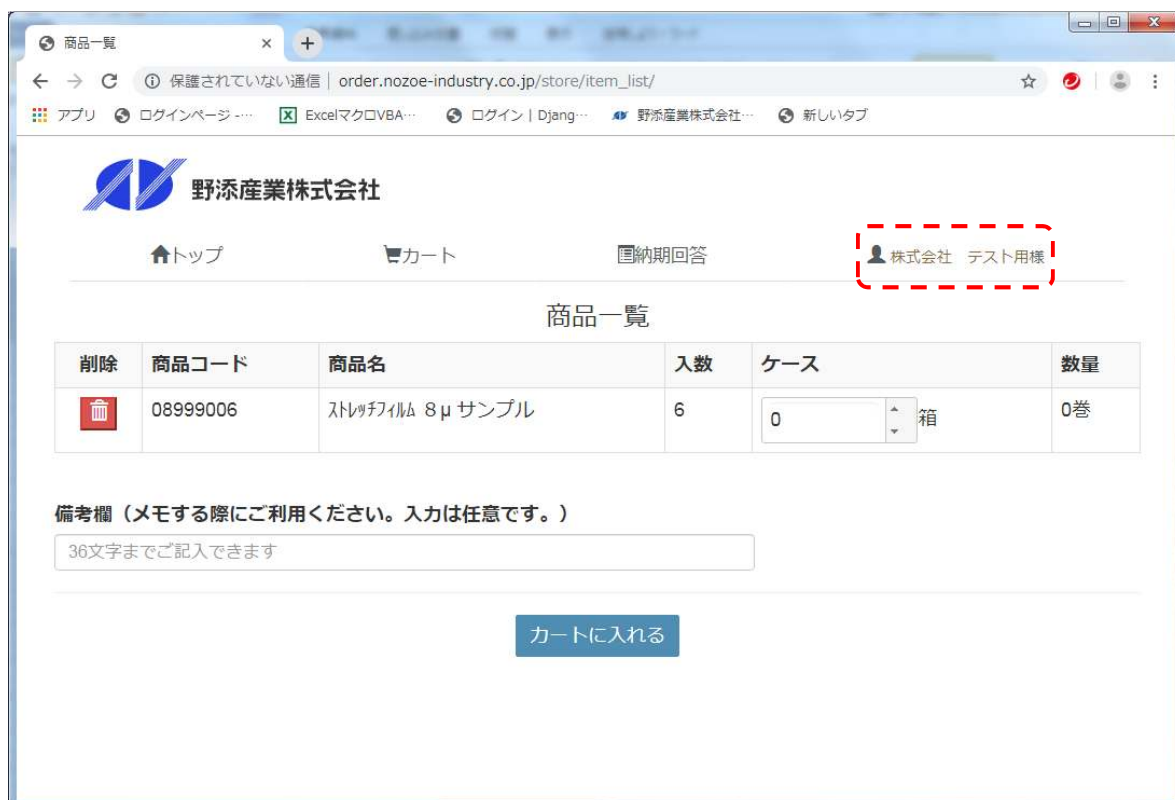 商品一覧
保護されていない通信 | order.nozoe-industry.co.jp/store/item_list/
アプリ ログインページ -… ExcelマクロVBA… ログイン | Djang… 野添産業株式会社… 新しいタブ
野添産業株式会社
トップ カート 納期回答 株式会社 テスト用様
商品一覧
削除 商品コード 商品名 入数 ケース 数量
08999006 ｽﾄﾚｯﾁﾌｨﾙﾑ 8μ サンプル 6 0 箱 0巻
備考欄（メモする際にご利用ください。入力は任意です。）
36文字までご記入できます
カートに入れる